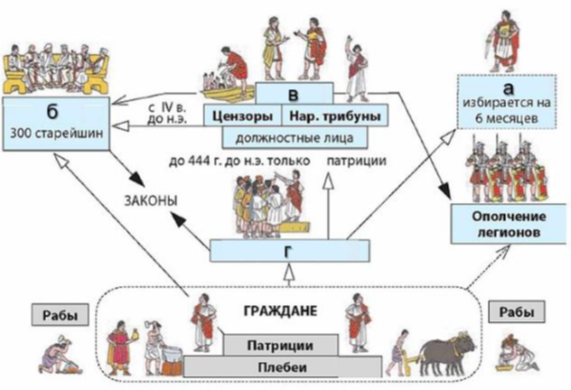 б
300 старейшин
с IV в.
до н.э.
в
Цензоры
Нар. трибуны
должностные лица
а
избирается на
6 месяцев
до 444 г. до н.э. только патриции
ЗАКОНЫ
г
Ополчение
легионов
ГРАЖДАНЕ
Рабы
Рабы
Патриции
Плебеи